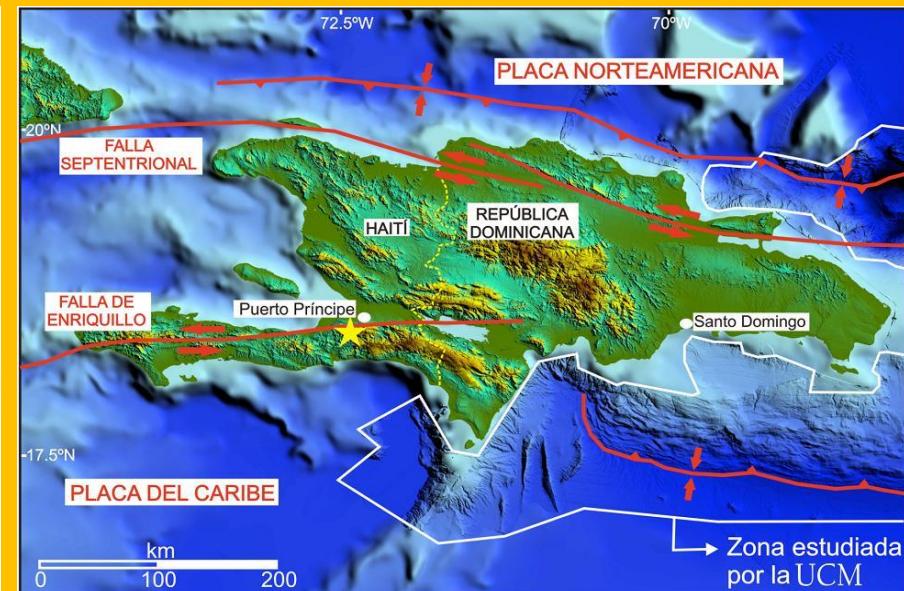 72.5ºW
70ºW
PLACA NORTEAMERICANA
20ºN
FALLA
SEPTENTRIONAL
HAITÍ
REPÚBLICA
DOMINICANA
FALLA DE
ENRIQUILLO
Puerto Príncipe
Santo Domingo
17.5ºN
PLACA DEL CARIBE
km
0 100 200
Zona estudiada
por la UCM